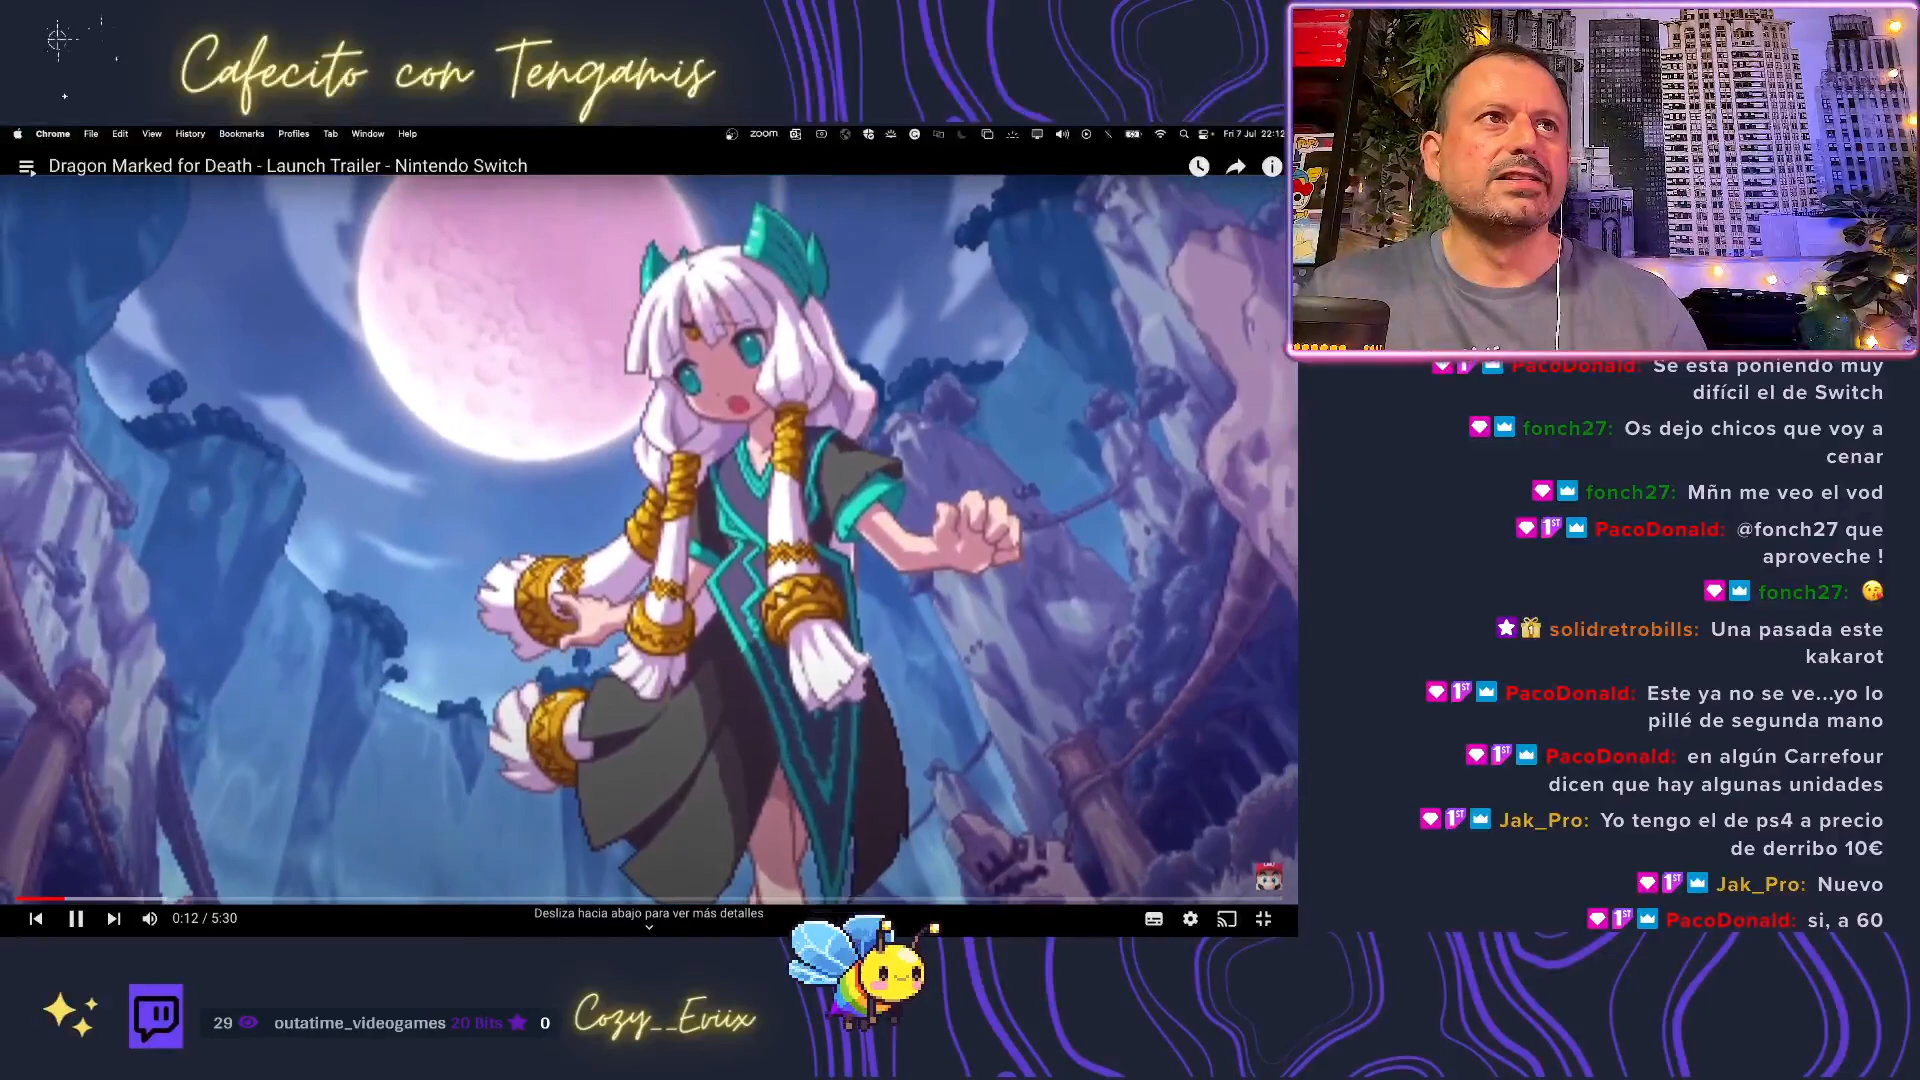 Cafecito con Tengamis
Chrome File Edit View History Bookmarks Profiles Tab Window Help
zoom
Fri 7 Jul 22:12
Dragon Marked for Death - Launch Trailer - Nintendo Switch
PacoDonald: Se está poniendo muy
difícil el de Switch
fonch27: Os dejo chicos que voy a
cenar
fonch27: Mñn me veo el vod
PacoDonald: @fonch27 que
aproveche !
fonch27: 😘
solidretrobills: Una pasada este
kakarot
PacoDonald: Este ya no se ve...yo lo
pillé de segunda mano
PacoDonald: en algún Carrefour
dicen que hay algunas unidades
Jak_Pro: Yo tengo el de ps4 a precio
de derribo 10€
Jak_Pro: Nuevo
PacoDonald: si, a 60
0:12 / 5:30
Desliza hacia abajo para ver más detalles
29 outatime_videogames 20 Bits 0
Cozy__Eviix